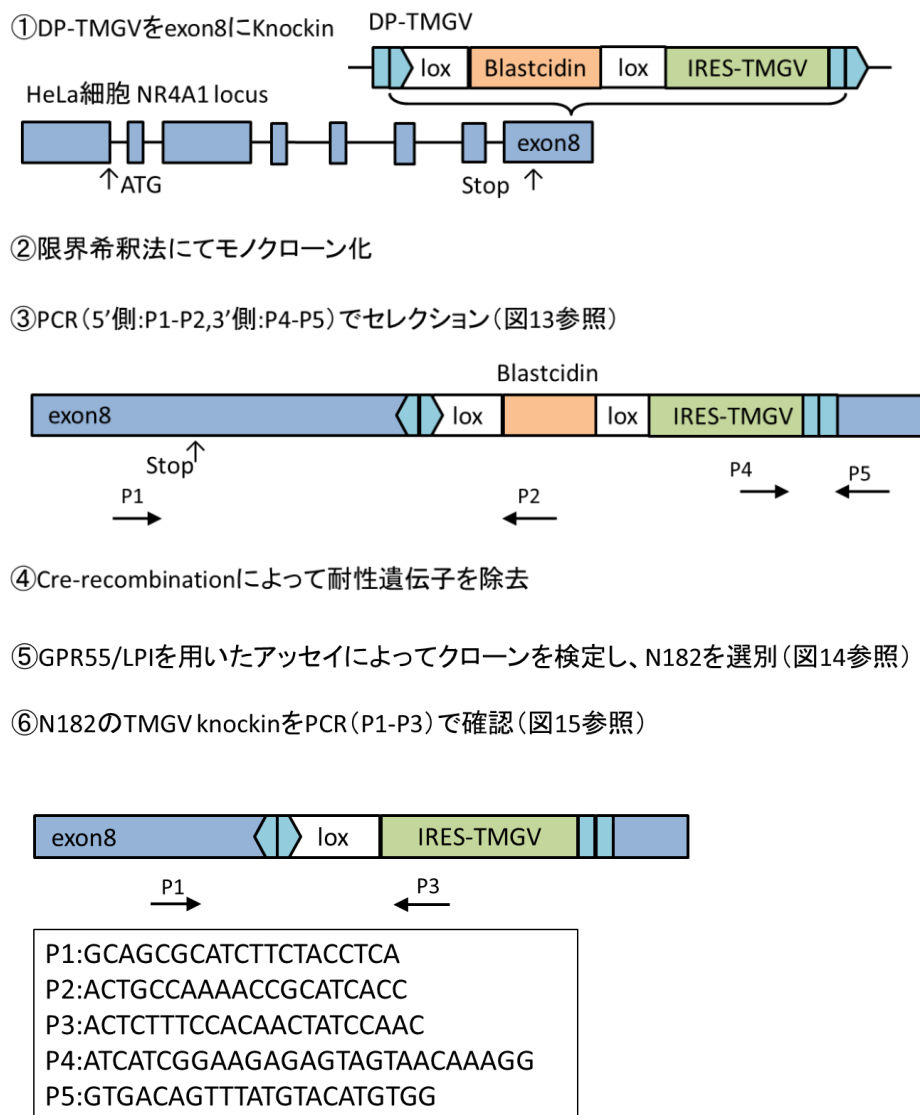 ①DP-TMGVをexon8にKnockin
DP-TMGV
lox Blastcidin lox IRES-TMGV
HeLa細胞 NR4A1 locus
exon8
↑ATG
Stop ↑
②限界希釈法にてモノクローン化
③PCR(5’側:P1-P2,3’側:P4-P5)でセレクション(図13参照)
Blastcidin
exon8 lox lox IRES-TMGV
Stop↑
P1 P2 P4 P5
④Cre-recombinationによって耐性遺伝子を除去
⑤GPR55/LPIを用いたアッセイによってクローンを検定し、N182を選別(図14参照)
⑥N182のTMGV knockinをPCR(P1-P3)で確認(図15参照)
exon8 lox IRES-TMGV
P1 P3
P1:GCAGCGCATCTTCTACCTCA
P2:ACTGCCAAAACCGCATCACC
P3:ACTCTTTCCACAACTATCCAAC
P4:ATCATCGGAAGAGAGTAGTAACAAAGG
P5:GTGACAGTTTATGTACATGTGG